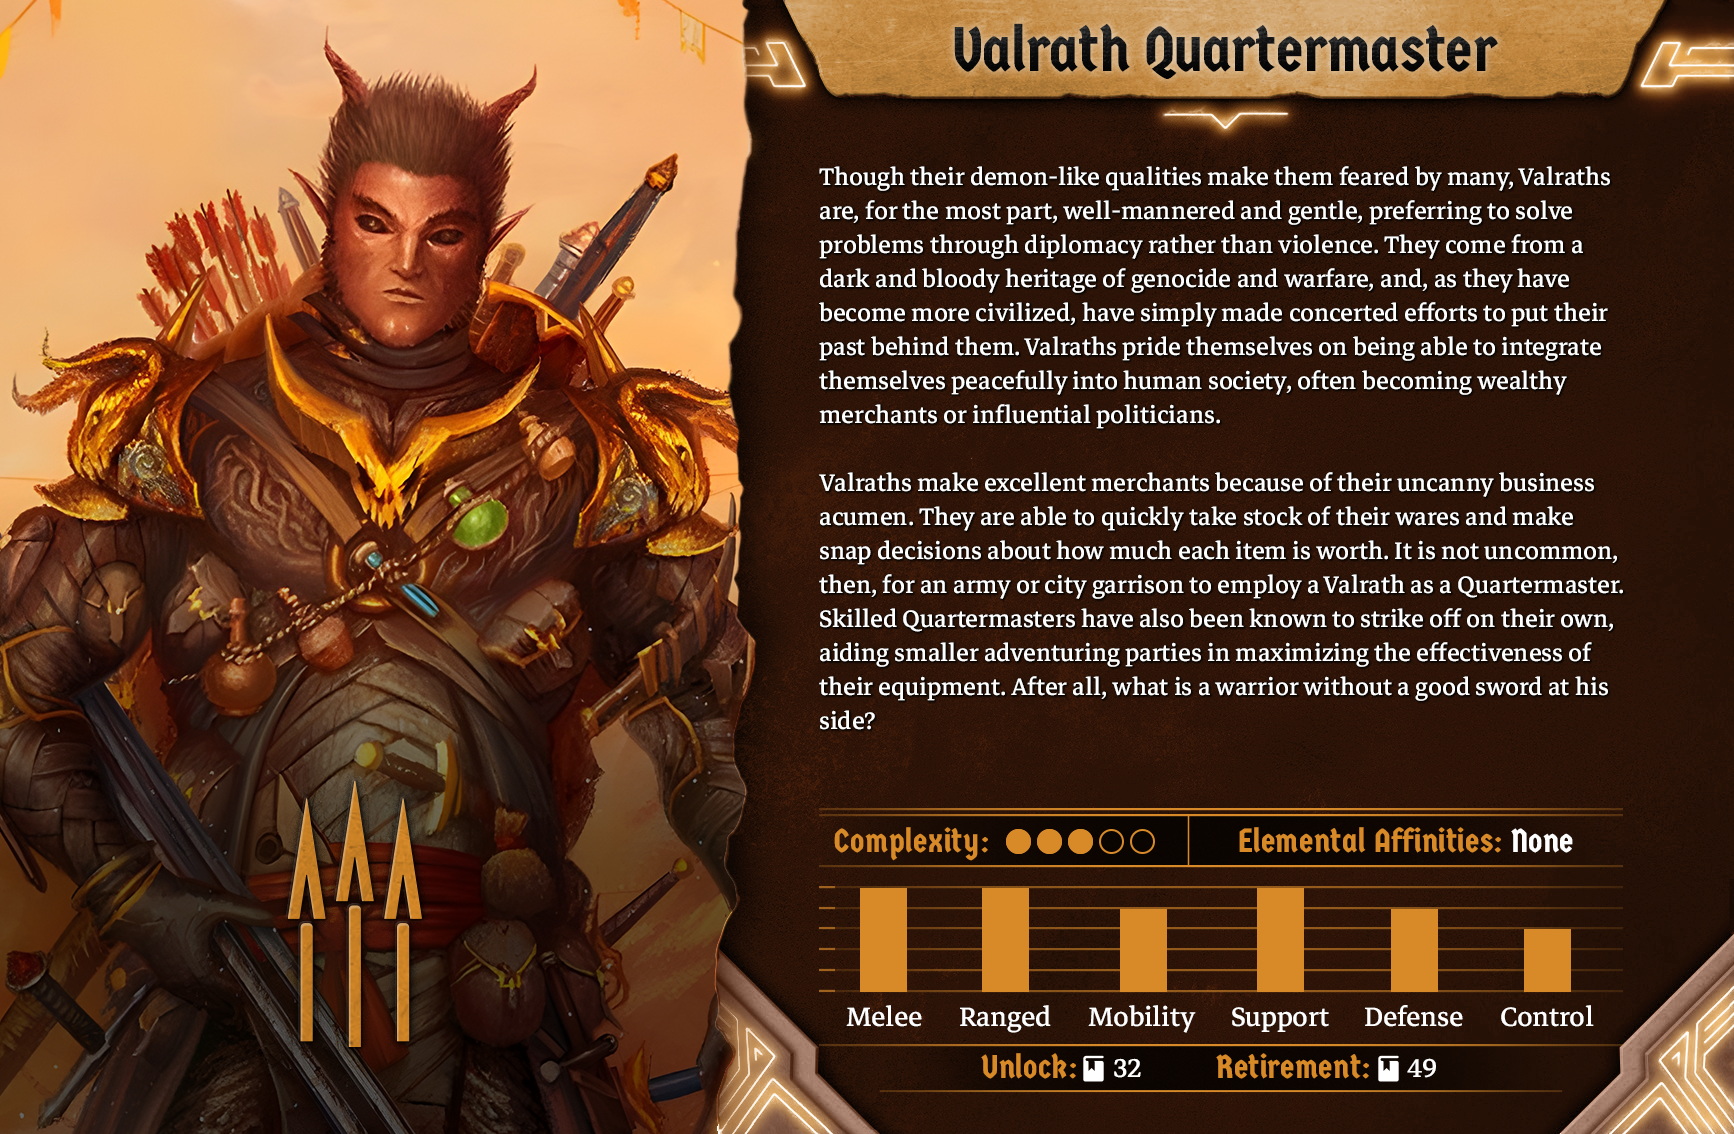 Valrath Quartermaster
Though their demon-like qualities make them feared by many, Valraths
are, for the most part, well-mannered and gentle, preferring to solve
problems through diplomacy rather than violence. They come from a
dark and bloody heritage of genocide and warfare, and, as they have
become more civilized, have simply made concerted efforts to put their
past behind them. Valraths pride themselves on being able to integrate
themselves peacefully into human society, often becoming wealthy
merchants or influential politicians.
Valraths make excellent merchants because of their uncanny business
acumen. They are able to quickly take stock of their wares and make
snap decisions about how much each item is worth. It is not uncommon,
then, for an army or city garrison to employ a Valrath as a Quartermaster.
Skilled Quartermasters have also been known to strike off on their own,
aiding smaller adventuring parties in maximizing the effectiveness of
their equipment. After all, what is a warrior without a good sword at his
side?
Complexity: Elemental Affinities: None
Melee Ranged Mobility Support Defense Control
Unlock: 32 Retirement: 49